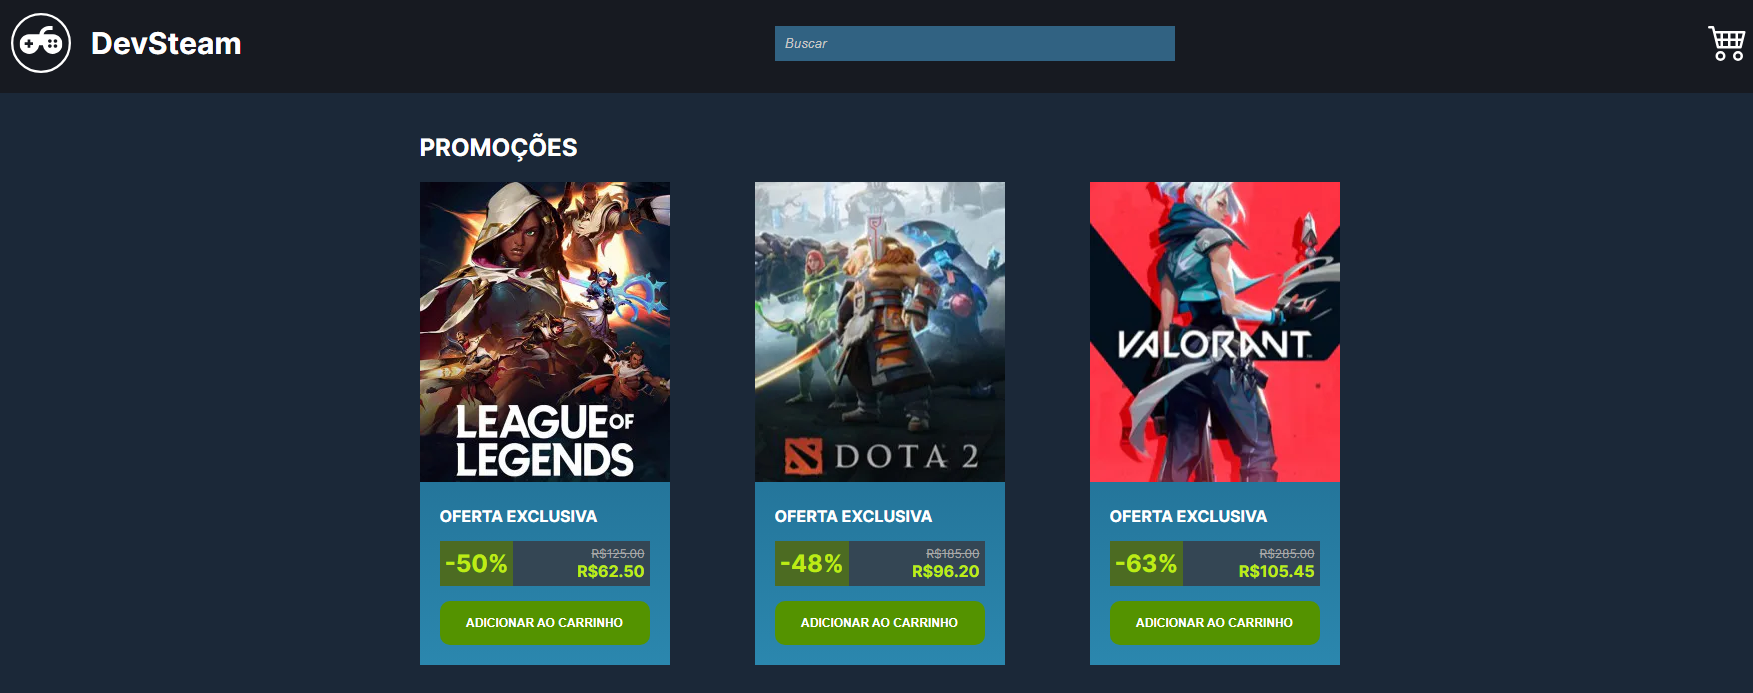 DevSteam
Buscar
PROMOÇÕES
LEAGUE OF
LEGENDS
OFERTA EXCLUSIVA
-50%
R$125.00
R$62.50
ADICIONAR AO CARRINHO
DOTA 2
OFERTA EXCLUSIVA
-48%
R$185.00
R$96.20
ADICIONAR AO CARRINHO
VALORANT
OFERTA EXCLUSIVA
-63%
R$285.00
R$105.45
ADICIONAR AO CARRINHO